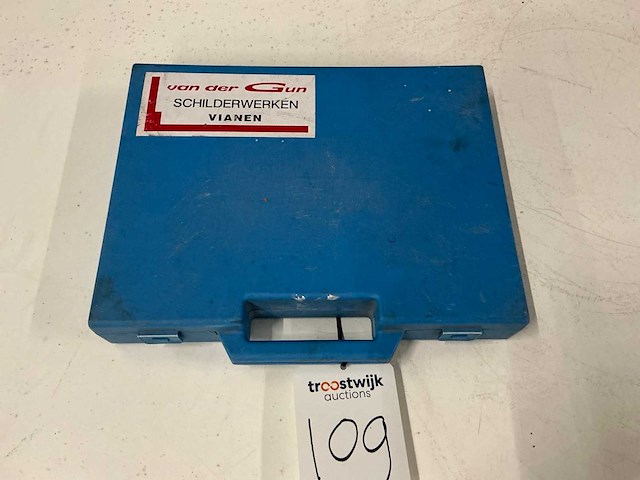 van der Gun
SCHILDERWERKEN
VIANEN
troostwijk
auctions
109